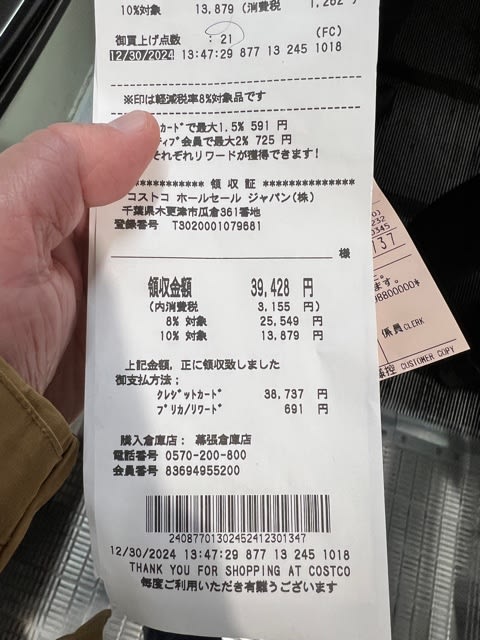 10%対象 13,879 (消費税 1,262
御買上げ点数 : 21
(FC)
12/30/2024 13:47:29 877 13 245 1018
※印は軽減税率8%対象品です
ｶｰﾄﾞで最大1.5% 591 円
ｨﾌﾞ会員で最大2% 725 円
それぞれリワードが獲得できます!
************ 領 収 証 **************
コストコ ホールセール ジャパン(株)
千葉県木更津市瓜倉361番地
登録番号 T3020001079681
様
領収金額 39,428 円
(内消費税 3,155 円)
8% 対象 25,549 円
10% 対象 13,879 円
上記金額, 正に領収致しました
御支払方法 ;
ｸﾚｼﾞｯﾄｶｰﾄﾞ 38,737 円
ﾌﾟﾘｶ/ﾘﾜｰﾄﾞ 691 円
購入倉庫店 : 幕張倉庫店
電話番号 0570-200-800
会員番号 83694955200
24087701302452412301347
12/30/2024 13:47:29 877 13 245 1018
THANK YOU FOR SHOPPING AT COSTCO
毎度ご利用いただき有難うございます
232
0345
137
ます。
9800000*
係員CLERK
CUSTOMER COPY